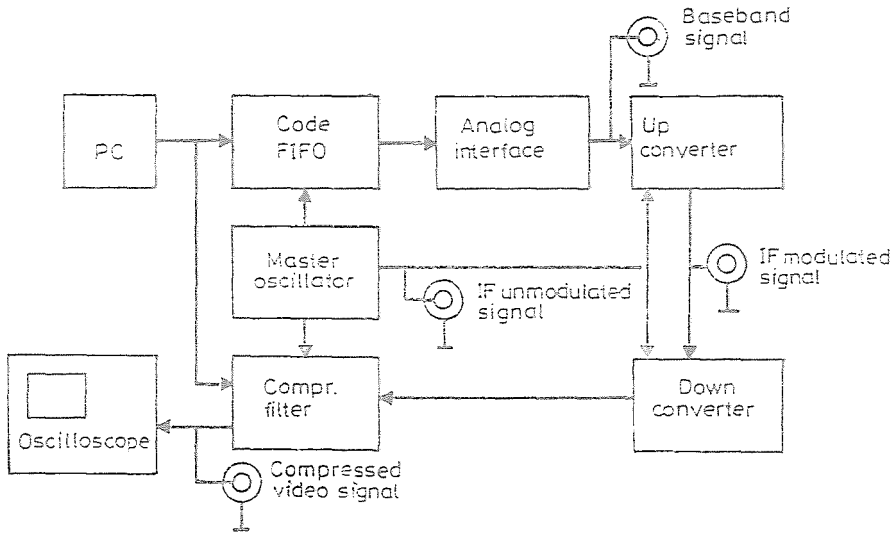 Baseband
signal
PC
Code
FIFO
Analog
interface
Up
converter
Master
oscillator
IF unmodulated
signal
IF modulated
signal
Oscilloscope
Compr.
filter
Down
converter
Compressed
video signal